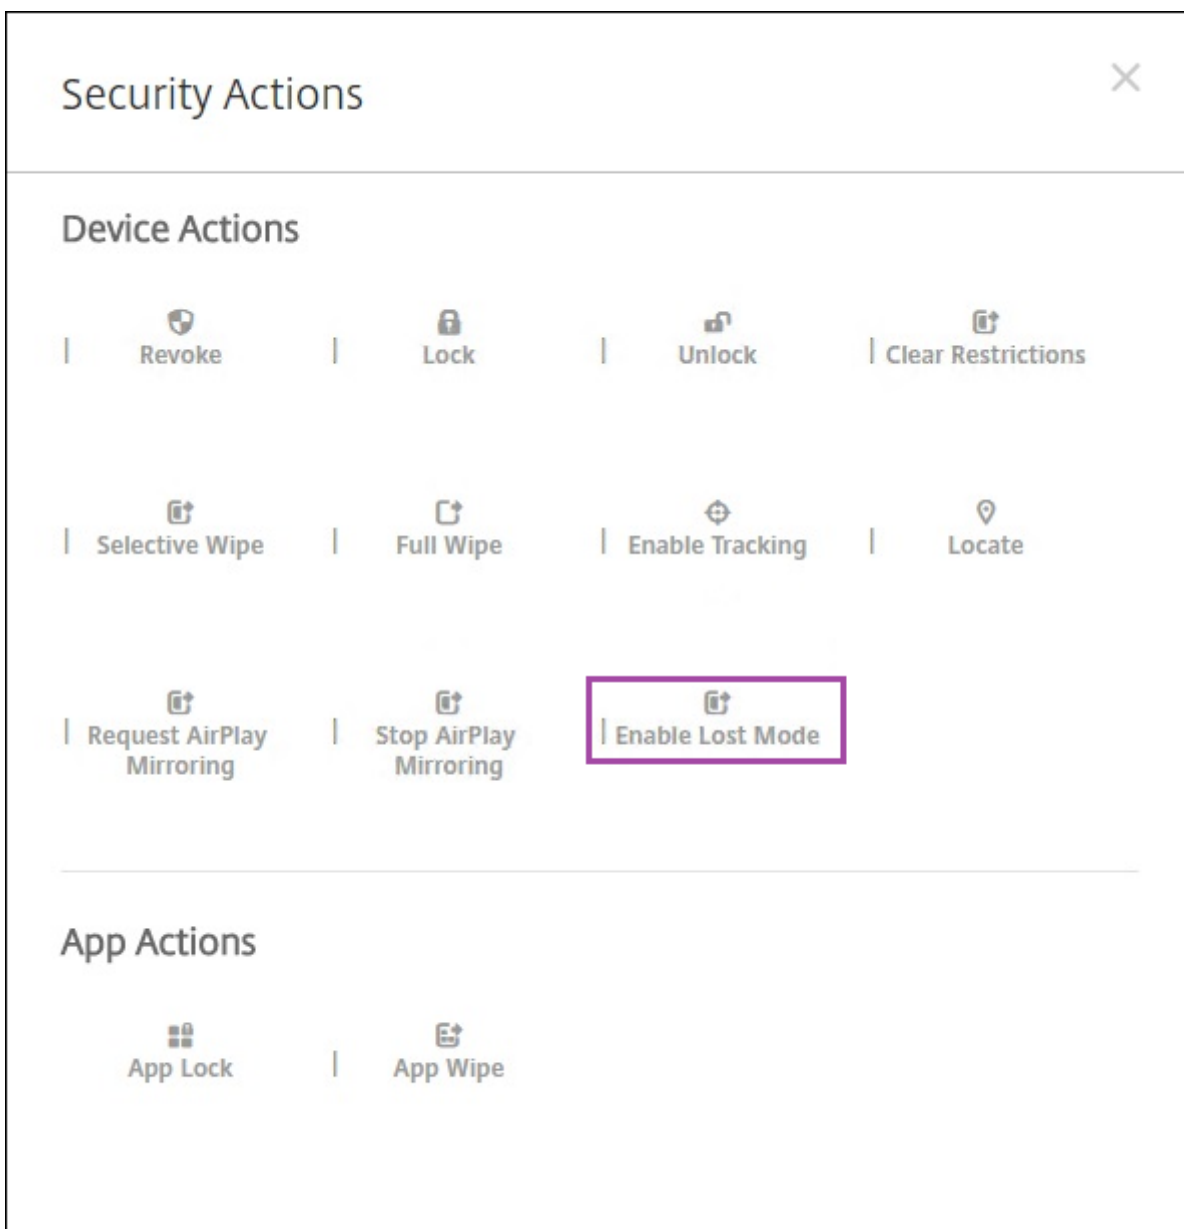 Security Actions
Device Actions
Revoke | Lock | Unlock | Clear Restrictions
Selective Wipe | Full Wipe | Enable Tracking | Locate
Request AirPlay Mirroring | Stop AirPlay Mirroring | Enable Lost Mode
App Actions
App Lock | App Wipe